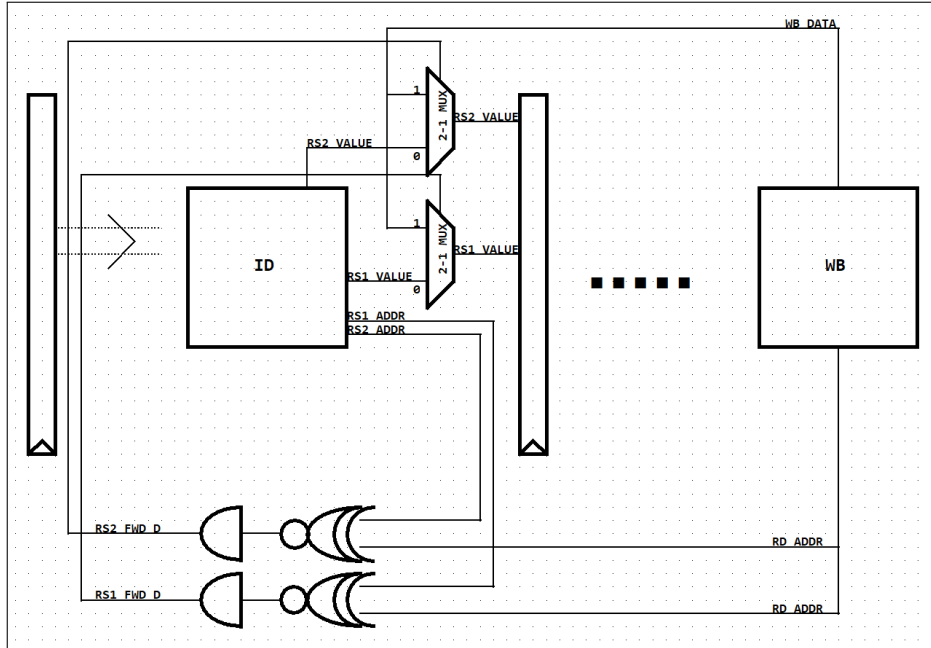 WB DATA
1
2-1 MUX
RS2 VALUE
RS2 VALUE
0
1
2-1 MUX
RS1 VALUE
ID
WB
RS1 VALUE
0
RS1 ADDR
RS2 ADDR
RS2 FWD D
RD ADDR
RS1 FWD D
RD ADDR